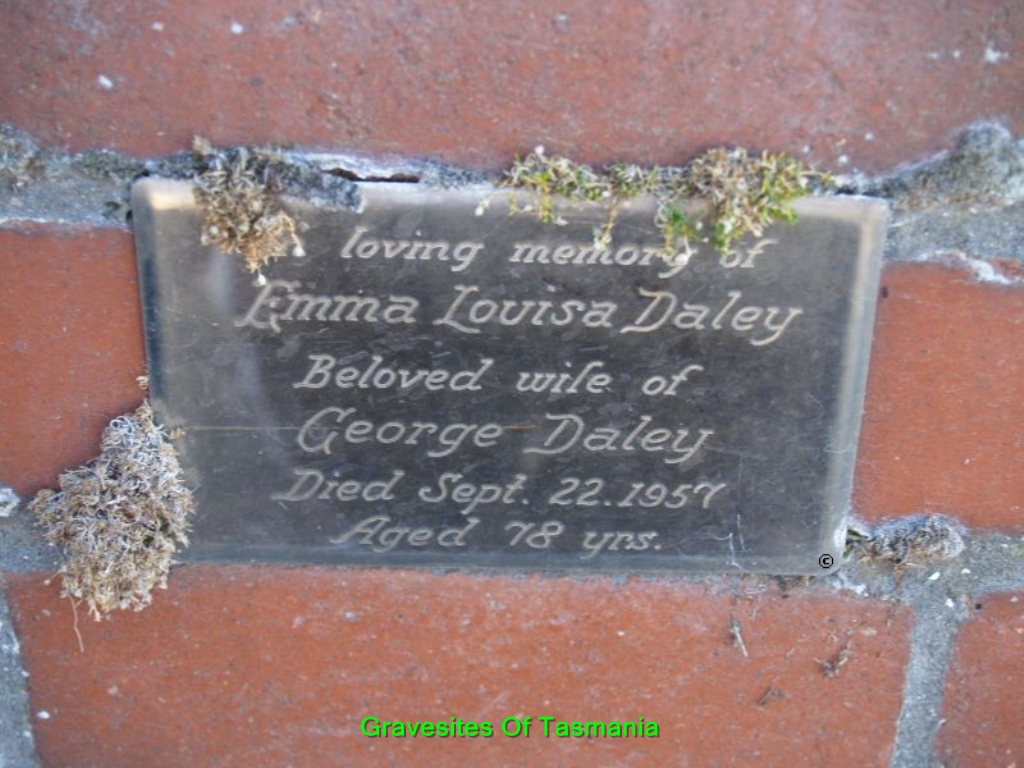 loving memory of
Emma Louisa Daley
Beloved wife of
George Daley
Died Sept. 22.1957
Aged 78 yrs.
©
Gravesites Of Tasmania